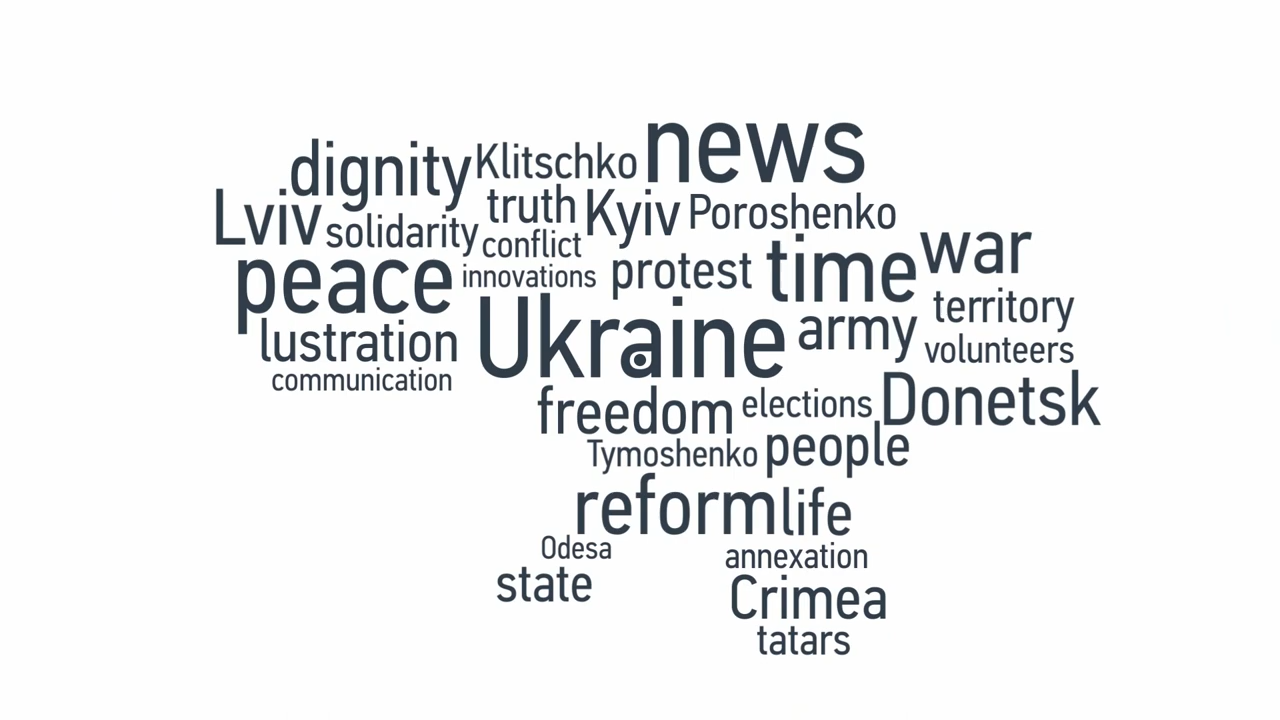 news
dignity Klitschko
Lviv solidarity truth Kyiv Poroshenko
conflict
peace innovations protest time war
territory
lustration Ukraine army volunteers
communication
freedom elections Donetsk
Tymoshenko people
reform life
Odesa annexation
state Crimea
tatars